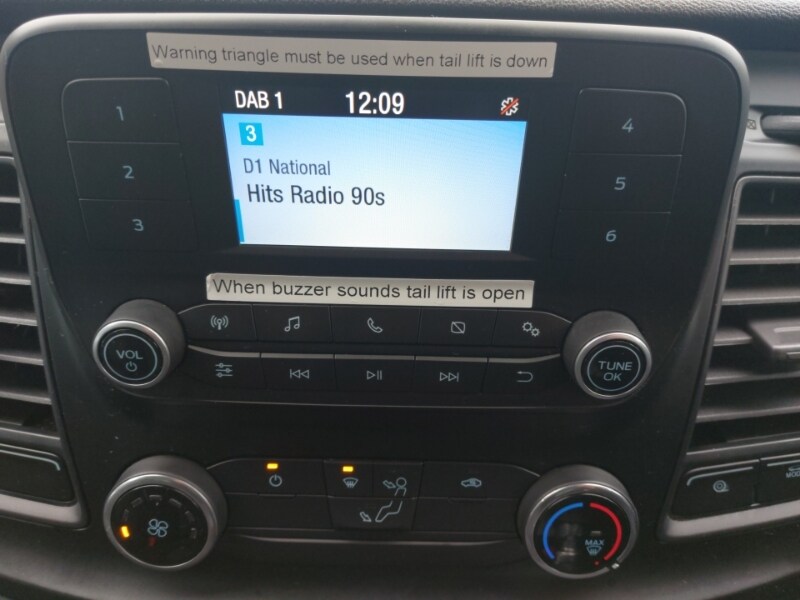 Warning triangle must be used when tail lift is down
DAB 1 12:09
1
2
3
3
D1 National
Hits Radio 90s
4
5
6
When buzzer sounds tail lift is open
VOL
TUNE
OK
MAX